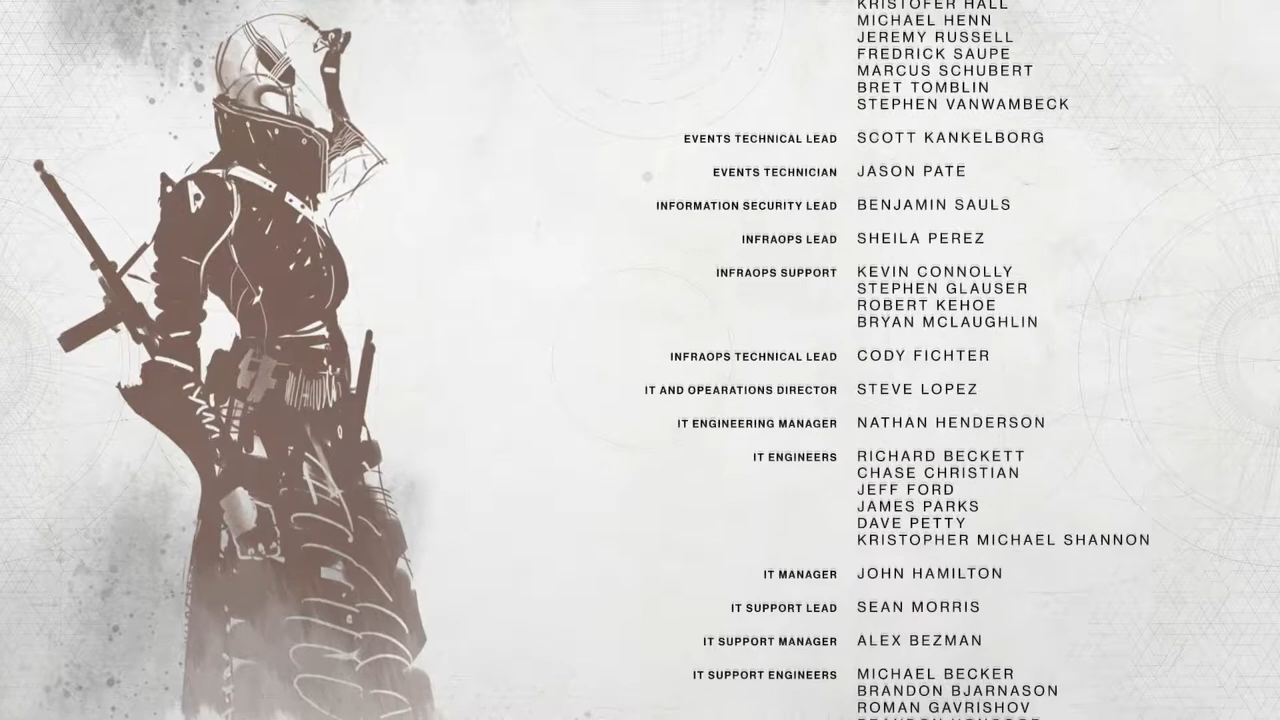 KRISTOFER HALL
MICHAEL HENN
JEREMY RUSSELL
FREDRICK SAUPE
MARCUS SCHUBERT
BRET TOMBLIN
STEPHEN VANWAMBECK
EVENTS TECHNICAL LEAD SCOTT KANKELBORG
EVENTS TECHNICIAN JASON PATE
INFORMATION SECURITY LEAD BENJAMIN SAULS
INFRAOPS LEAD SHEILA PEREZ
INFRAOPS SUPPORT KEVIN CONNOLLY
STEPHEN GLAUSER
ROBERT KEHOE
BRYAN MCLAUGHLIN
INFRAOPS TECHNICAL LEAD CODY FICHTER
IT AND OPEARATIONS DIRECTOR STEVE LOPEZ
IT ENGINEERING MANAGER NATHAN HENDERSON
IT ENGINEERS RICHARD BECKETT
CHASE CHRISTIAN
JEFF FORD
JAMES PARKS
DAVE PETTY
KRISTOPHER MICHAEL SHANNON
IT MANAGER JOHN HAMILTON
IT SUPPORT LEAD SEAN MORRIS
IT SUPPORT MANAGER ALEX BEZMAN
IT SUPPORT ENGINEERS MICHAEL BECKER
BRANDON BJARNASON
ROMAN GAVRISHOV